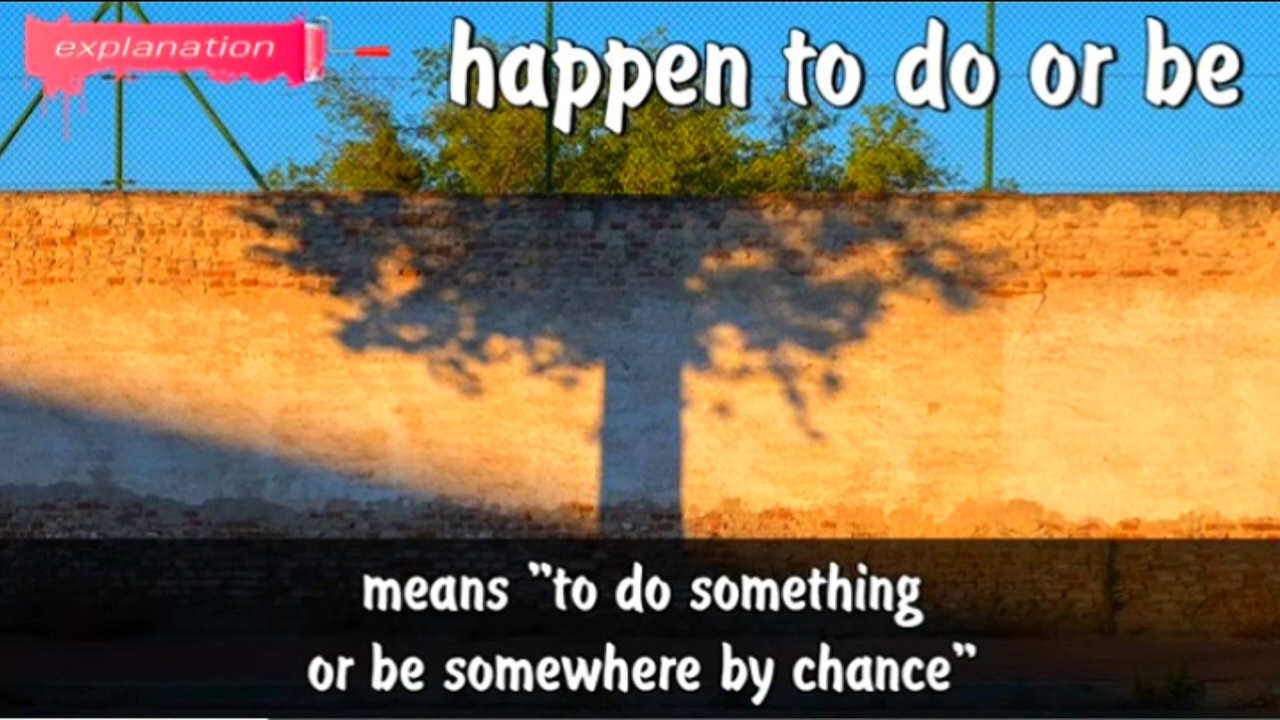 explanation
happen to do or be
means ”to do something
or be somewhere by chance”